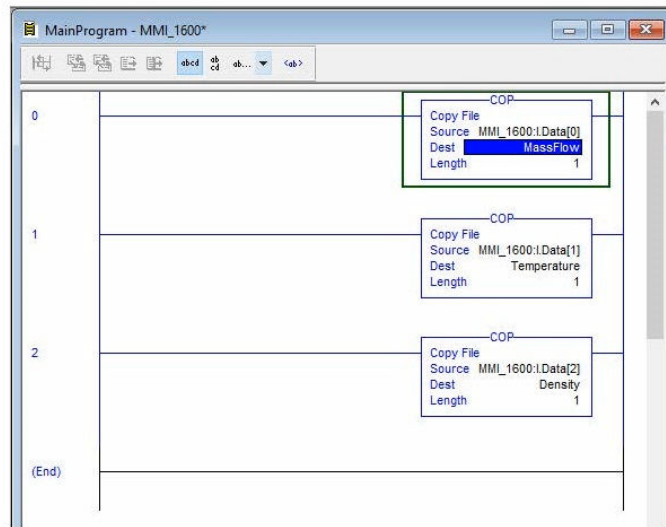 MainProgram - MMI_1600*
abcd ab cd ab... <ab>
0
COP
Copy File
Source MMI_1600:I.Data[0]
Dest MassFlow
Length 1
1
COP
Copy File
Source MMI_1600:I.Data[1]
Dest Temperature
Length 1
2
COP
Copy File
Source MMI_1600:I.Data[2]
Dest Density
Length 1
(End)